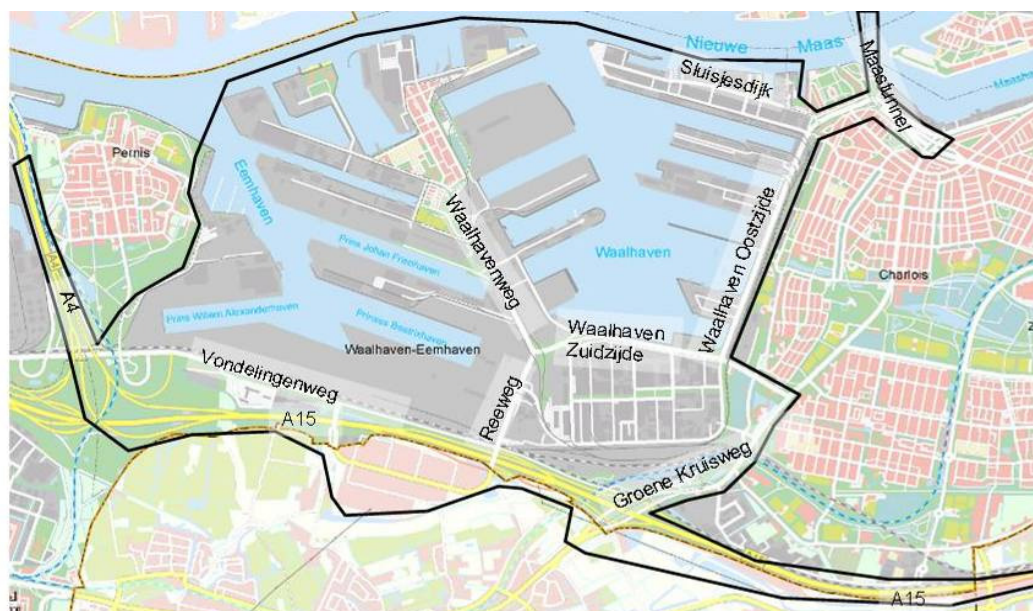 Nieuwe Maas
Sluisjesdijk
Maastunnel
Maashaven
Pernis
Eemhaven
Waalhavenweg
Prins Johan Frisohaven
Waalhaven
Waalhaven Oostzijde
Charlois
A4
A4
Prins Willem Alexanderhaven
Prinses Beatrixhaven
Waalhaven-Eemhaven
Waalhaven
Zuidzijde
Vondelingenweg
Reeweg
A15
Groene Kruisweg
A15